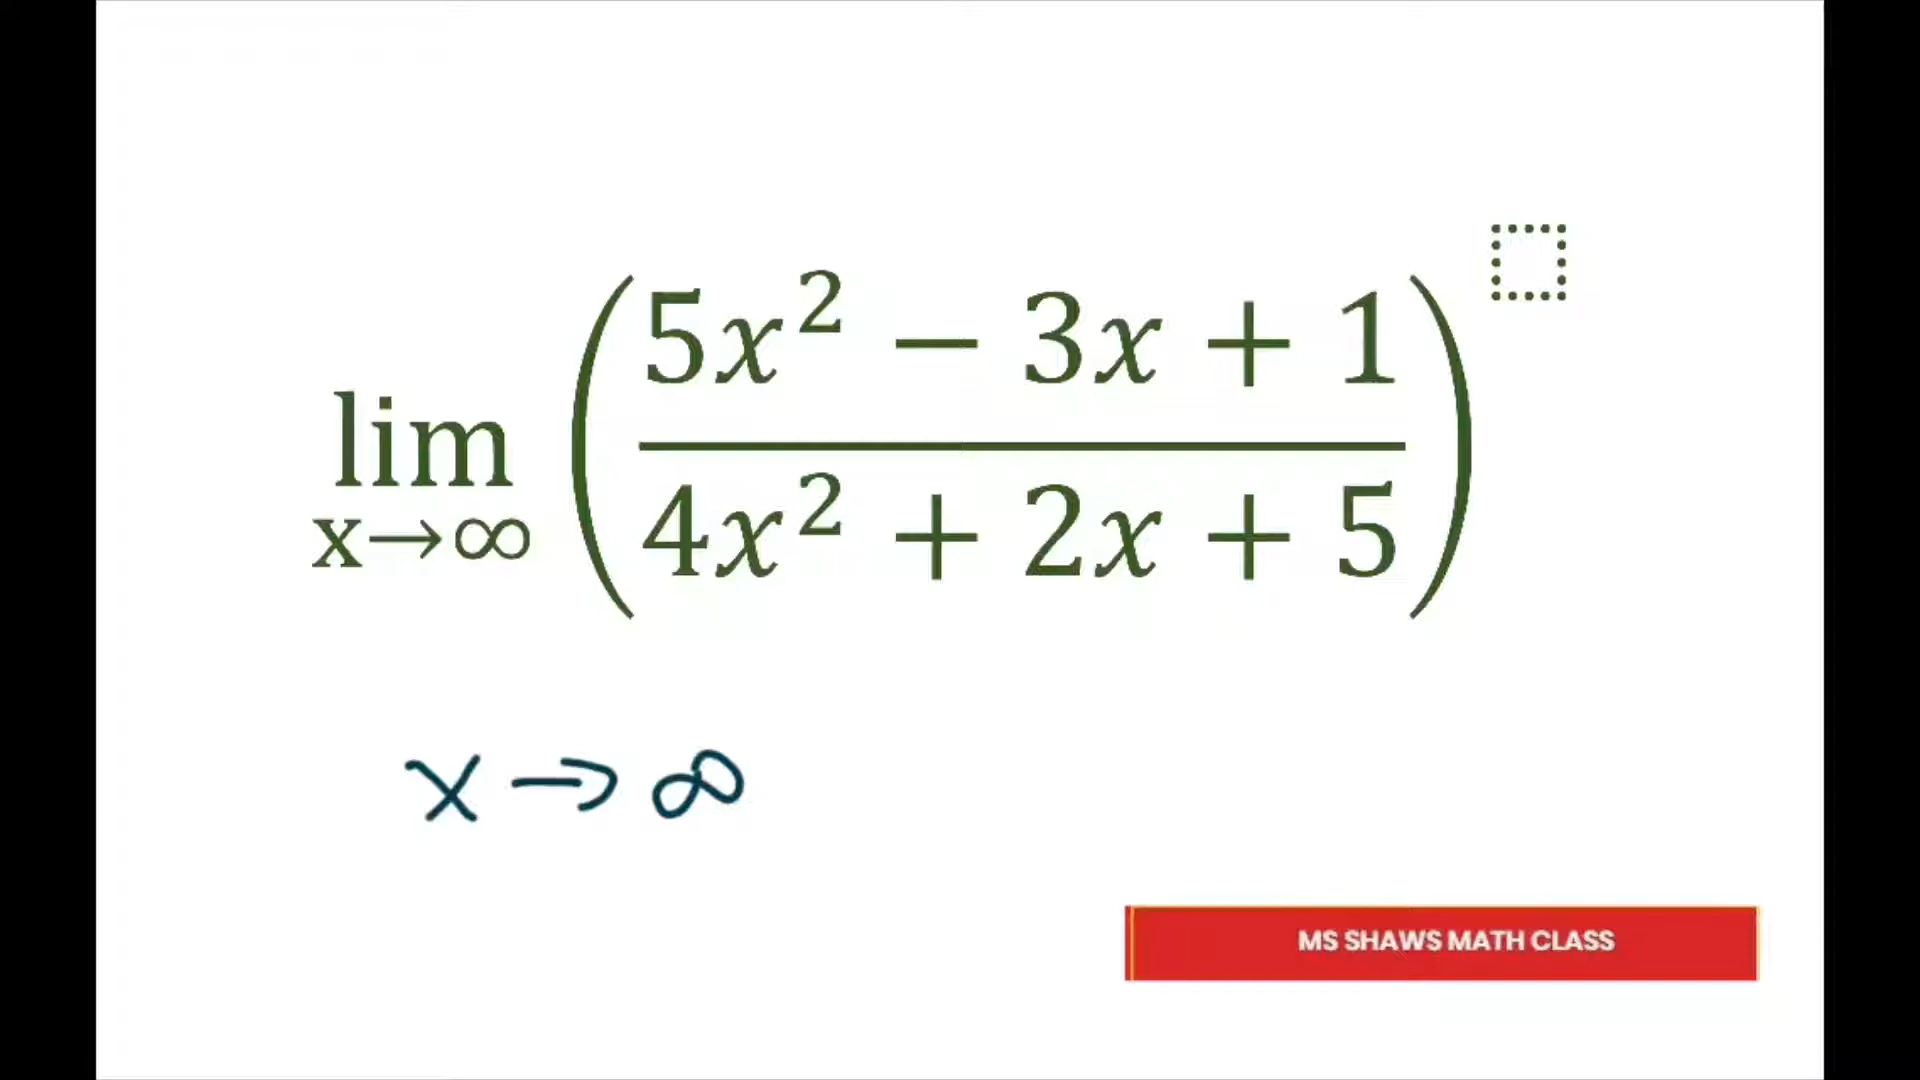 lim x→∞ (5x² − 3x + 1 / 4x² + 2x + 5)
x → ∞
MS SHAWS MATH CLASS